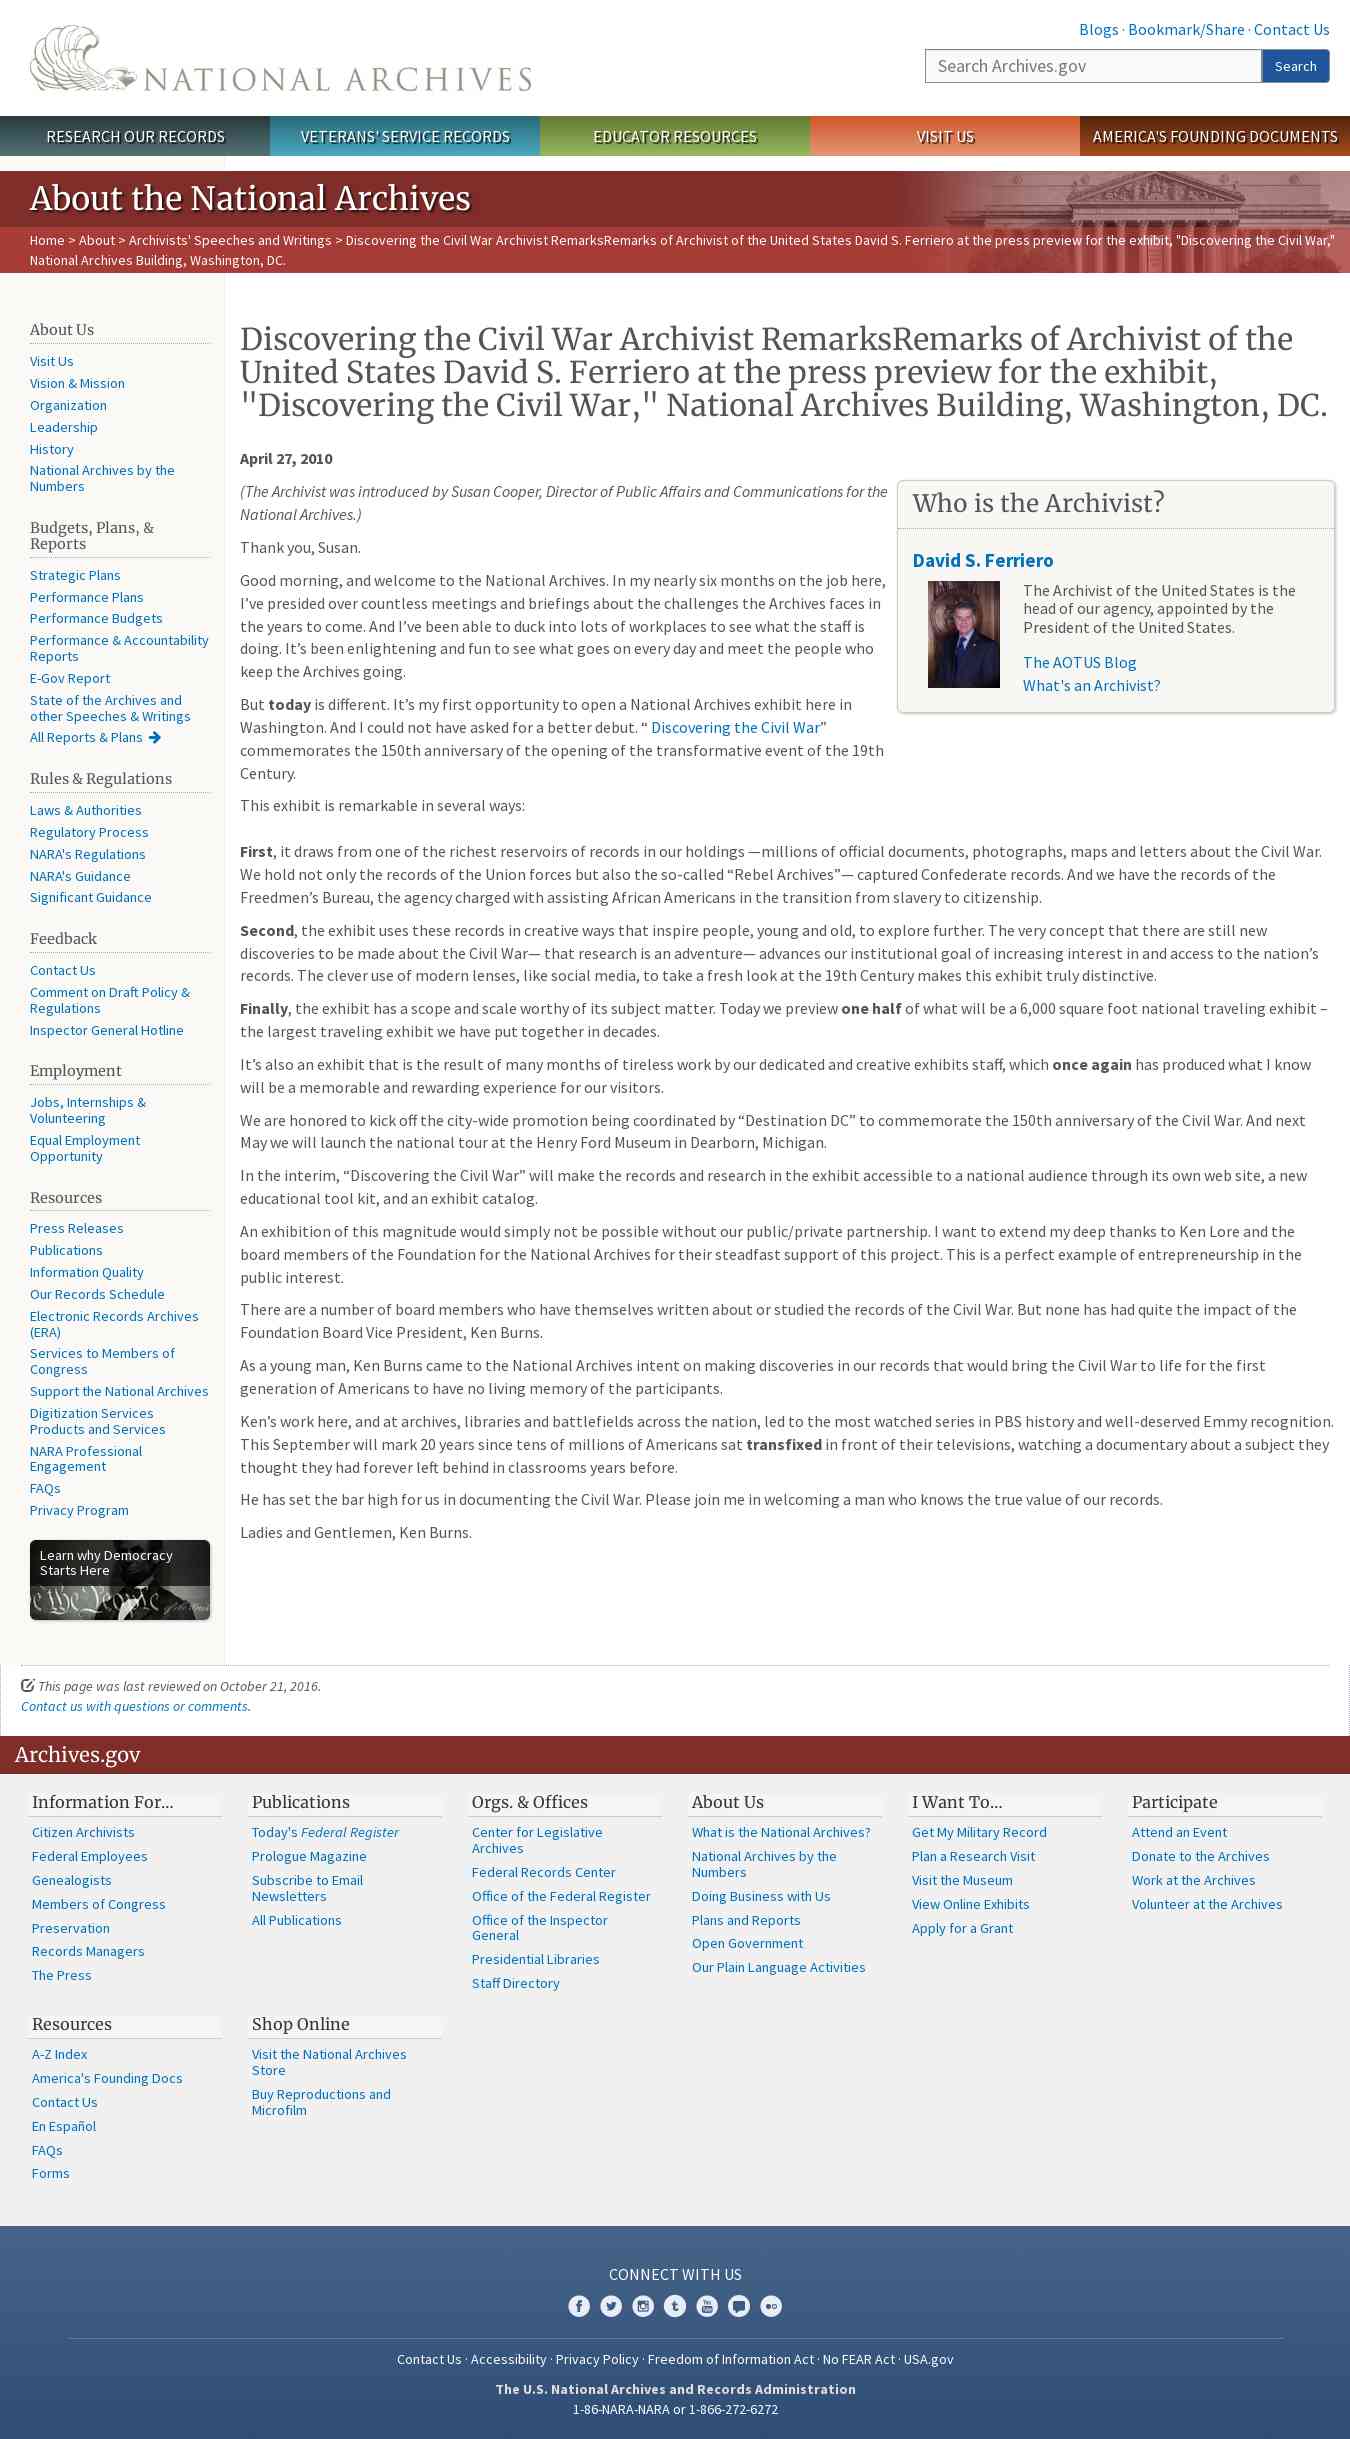 Blogs · Bookmark/Share · Contact Us
NATIONAL ARCHIVES
Search Archives.gov
Search
RESEARCH OUR RECORDS
VETERANS' SERVICE RECORDS
EDUCATOR RESOURCES
VISIT US
AMERICA'S FOUNDING DOCUMENTS
About the National Archives
Home > About > Archivists' Speeches and Writings > Discovering the Civil War Archivist RemarksRemarks of Archivist of the United States David S. Ferriero at the press preview for the exhibit, "Discovering the Civil War,"
National Archives Building, Washington, DC.
About Us
Visit Us
Vision & Mission
Organization
Leadership
History
National Archives by the
Numbers
Budgets, Plans, &
Reports
Strategic Plans
Performance Plans
Performance Budgets
Performance & Accountability
Reports
E-Gov Report
State of the Archives and
other Speeches & Writings
All Reports & Plans
Rules & Regulations
Laws & Authorities
Regulatory Process
NARA's Regulations
NARA's Guidance
Significant Guidance
Feedback
Contact Us
Comment on Draft Policy &
Regulations
Inspector General Hotline
Employment
Jobs, Internships &
Volunteering
Equal Employment
Opportunity
Resources
Press Releases
Publications
Information Quality
Our Records Schedule
Electronic Records Archives
(ERA)
Services to Members of
Congress
Support the National Archives
Digitization Services
Products and Services
NARA Professional
Engagement
FAQs
Privacy Program
Learn why Democracy
Starts Here
Discovering the Civil War Archivist RemarksRemarks of Archivist of the
United States David S. Ferriero at the press preview for the exhibit,
"Discovering the Civil War," National Archives Building, Washington, DC.
April 27, 2010
(The Archivist was introduced by Susan Cooper, Director of Public Affairs and Communications for the
National Archives.)
Thank you, Susan.
Good morning, and welcome to the National Archives. In my nearly six months on the job here,
I’ve presided over countless meetings and briefings about the challenges the Archives faces in
the years to come. And I’ve been able to duck into lots of workplaces to see what the staff is
doing. It’s been enlightening and fun to see what goes on every day and meet the people who
keep the Archives going.
But today is different. It’s my first opportunity to open a National Archives exhibit here in
Washington. And I could not have asked for a better debut. “ Discovering the Civil War”
commemorates the 150th anniversary of the opening of the transformative event of the 19th
Century.
This exhibit is remarkable in several ways:
Who is the Archivist?
David S. Ferriero
The Archivist of the United States is the
head of our agency, appointed by the
President of the United States.
The AOTUS Blog
What's an Archivist?
First, it draws from one of the richest reservoirs of records in our holdings —millions of official documents, photographs, maps and letters about the Civil War.
We hold not only the records of the Union forces but also the so-called “Rebel Archives”— captured Confederate records. And we have the records of the
Freedmen’s Bureau, the agency charged with assisting African Americans in the transition from slavery to citizenship.
Second, the exhibit uses these records in creative ways that inspire people, young and old, to explore further. The very concept that there are still new
discoveries to be made about the Civil War— that research is an adventure— advances our institutional goal of increasing interest in and access to the nation’s
records. The clever use of modern lenses, like social media, to take a fresh look at the 19th Century makes this exhibit truly distinctive.
Finally, the exhibit has a scope and scale worthy of its subject matter. Today we preview one half of what will be a 6,000 square foot national traveling exhibit –
the largest traveling exhibit we have put together in decades.
It’s also an exhibit that is the result of many months of tireless work by our dedicated and creative exhibits staff, which once again has produced what I know
will be a memorable and rewarding experience for our visitors.
We are honored to kick off the city-wide promotion being coordinated by “Destination DC” to commemorate the 150th anniversary of the Civil War. And next
May we will launch the national tour at the Henry Ford Museum in Dearborn, Michigan.
In the interim, “Discovering the Civil War” will make the records and research in the exhibit accessible to a national audience through its own web site, a new
educational tool kit, and an exhibit catalog.
An exhibition of this magnitude would simply not be possible without our public/private partnership. I want to extend my deep thanks to Ken Lore and the
board members of the Foundation for the National Archives for their steadfast support of this project. This is a perfect example of entrepreneurship in the
public interest.
There are a number of board members who have themselves written about or studied the records of the Civil War. But none has had quite the impact of the
Foundation Board Vice President, Ken Burns.
As a young man, Ken Burns came to the National Archives intent on making discoveries in our records that would bring the Civil War to life for the first
generation of Americans to have no living memory of the participants.
Ken’s work here, and at archives, libraries and battlefields across the nation, led to the most watched series in PBS history and well-deserved Emmy recognition.
This September will mark 20 years since tens of millions of Americans sat transfixed in front of their televisions, watching a documentary about a subject they
thought they had forever left behind in classrooms years before.
He has set the bar high for us in documenting the Civil War. Please join me in welcoming a man who knows the true value of our records.
Ladies and Gentlemen, Ken Burns.
This page was last reviewed on October 21, 2016.
Contact us with questions or comments.
Archives.gov
Information For…
Citizen Archivists
Federal Employees
Genealogists
Members of Congress
Preservation
Records Managers
The Press
Publications
Today's Federal Register
Prologue Magazine
Subscribe to Email
Newsletters
All Publications
Orgs. & Offices
Center for Legislative
Archives
Federal Records Center
Office of the Federal Register
Office of the Inspector
General
Presidential Libraries
Staff Directory
About Us
What is the National Archives?
National Archives by the
Numbers
Doing Business with Us
Plans and Reports
Open Government
Our Plain Language Activities
I Want To…
Get My Military Record
Plan a Research Visit
Visit the Museum
View Online Exhibits
Apply for a Grant
Participate
Attend an Event
Donate to the Archives
Work at the Archives
Volunteer at the Archives
Resources
A-Z Index
America's Founding Docs
Contact Us
En Español
FAQs
Forms
Shop Online
Visit the National Archives
Store
Buy Reproductions and
Microfilm
CONNECT WITH US
Contact Us · Accessibility · Privacy Policy · Freedom of Information Act · No FEAR Act · USA.gov
The U.S. National Archives and Records Administration
1-86-NARA-NARA or 1-866-272-6272